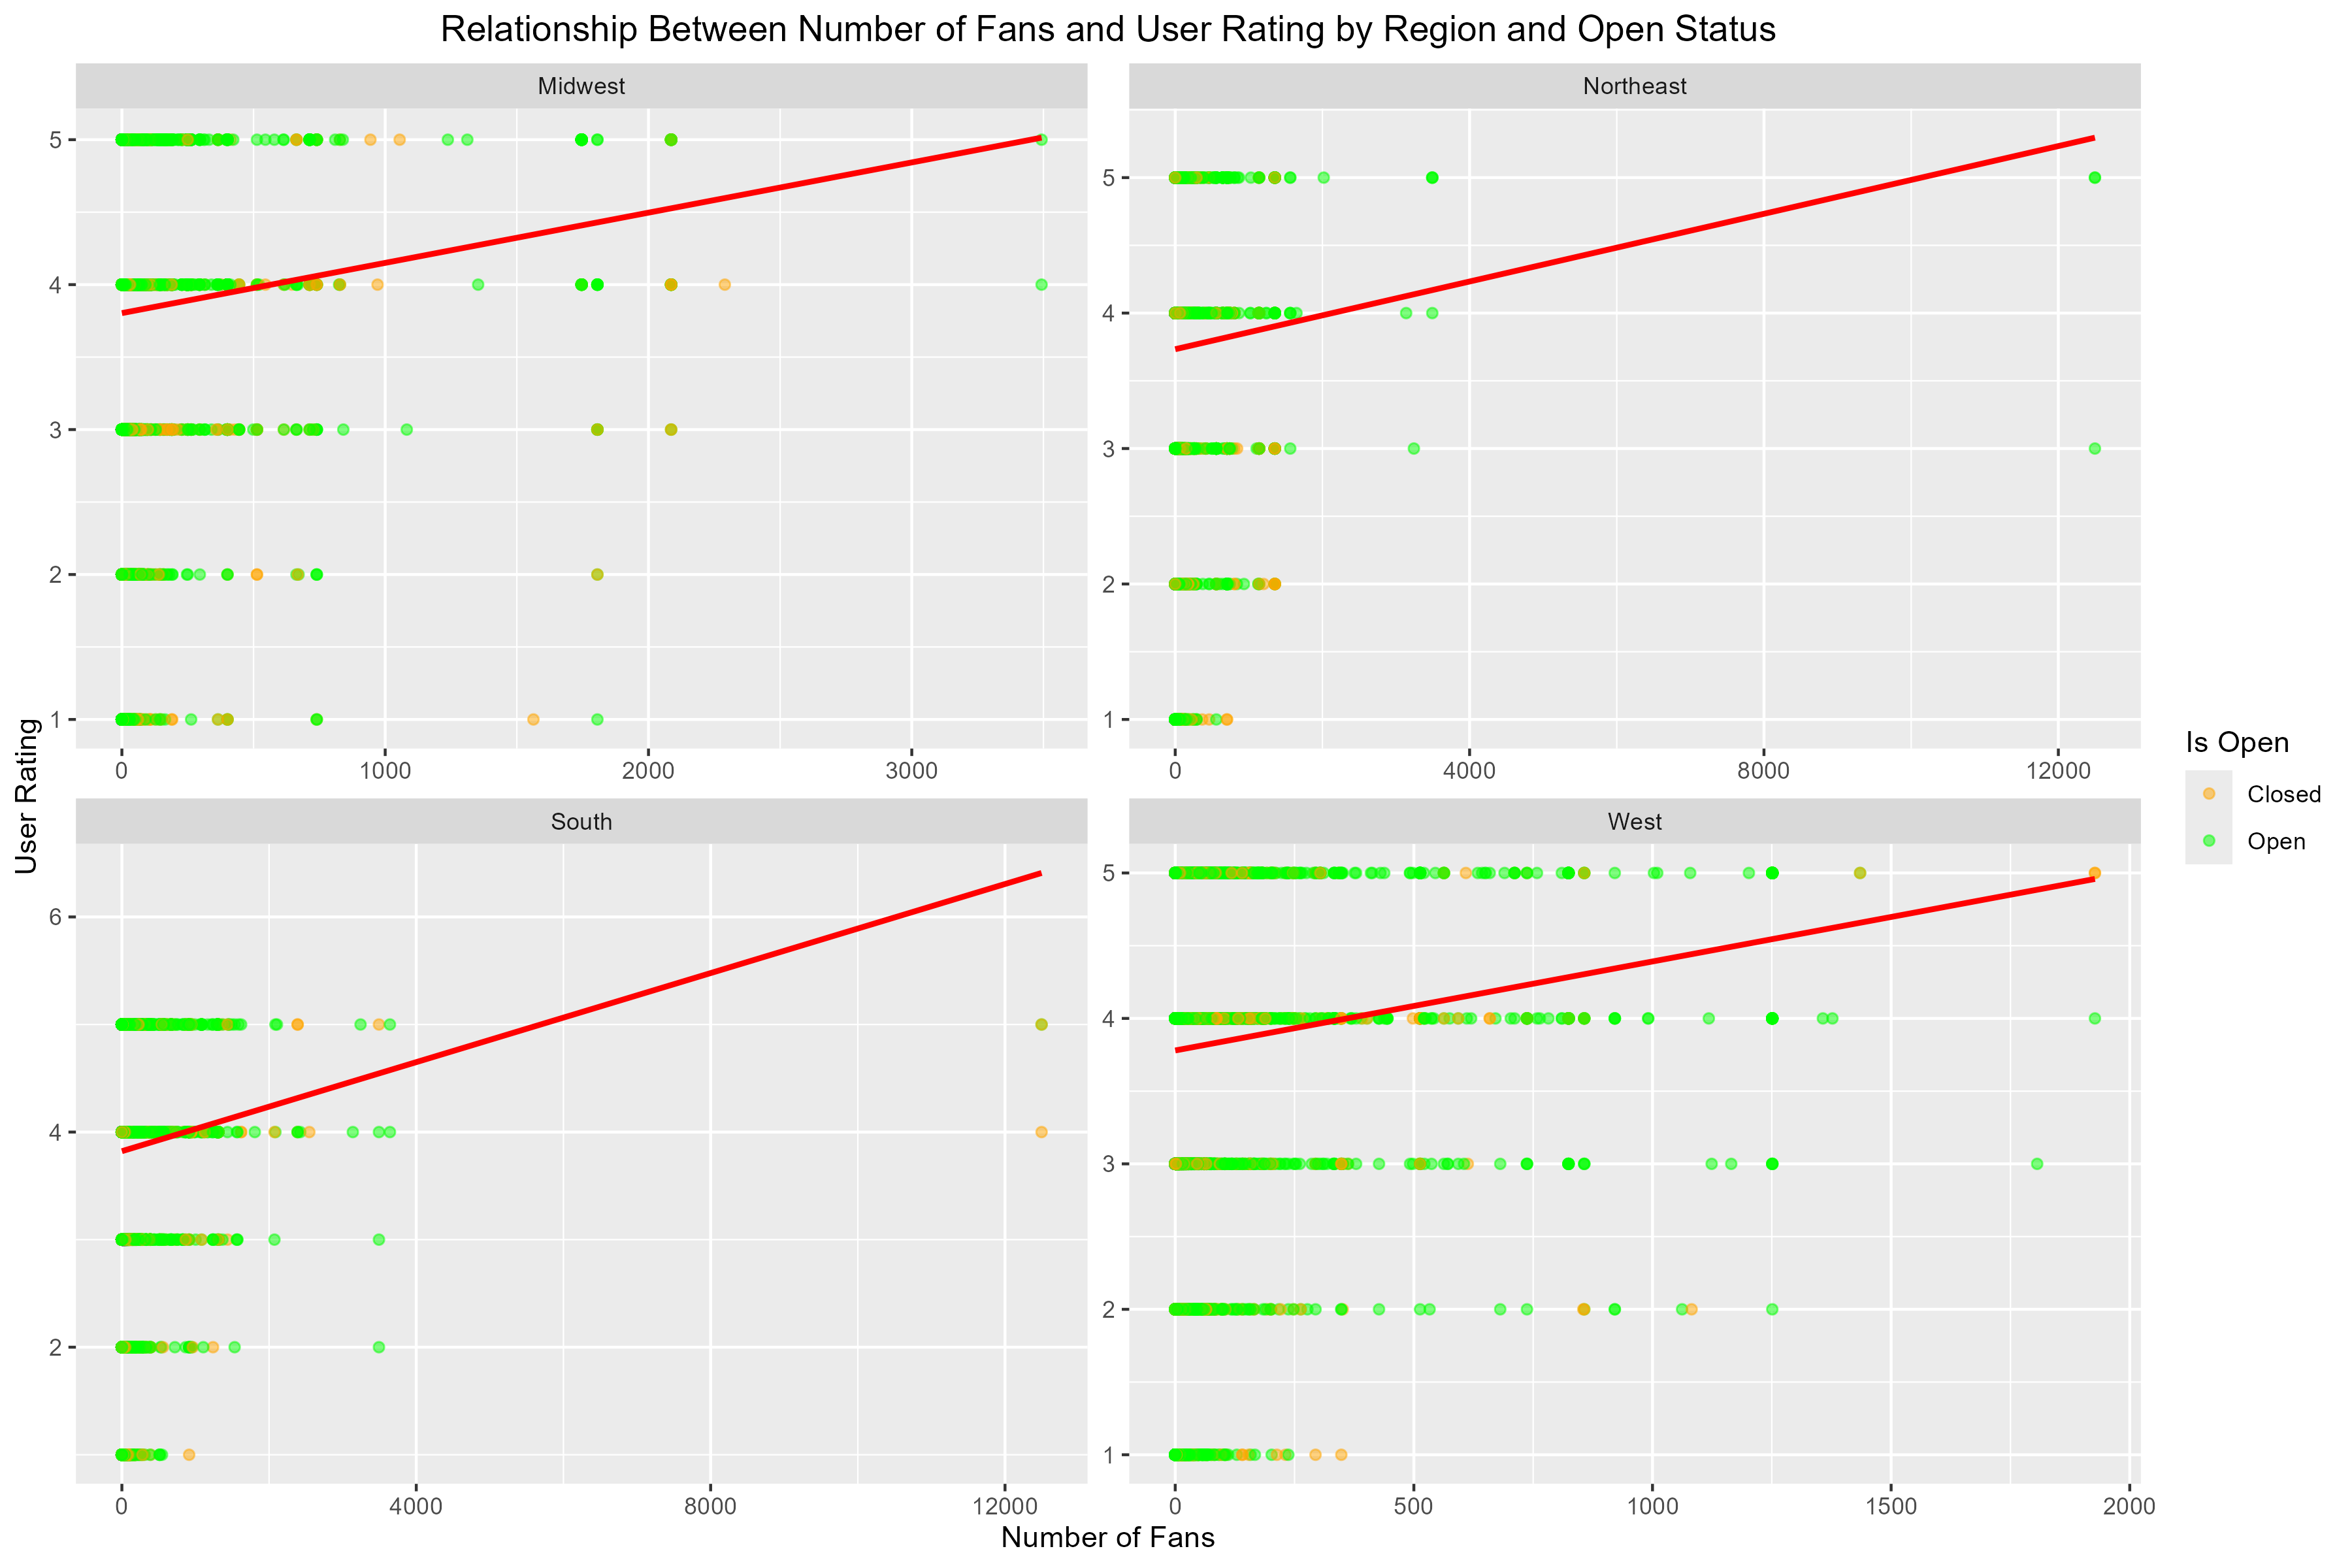 Relationship Between Number of Fans and User Rating by Region and Open Status
Midwest
5
4
3
2
1
0 1000 2000 3000
Northeast
5
4
3
2
1
0 4000 8000 12000
South
6
4
2
0 4000 8000 12000
West
5
4
3
2
1
0 500 1000 1500 2000
User Rating
Number of Fans
Is Open
Closed
Open